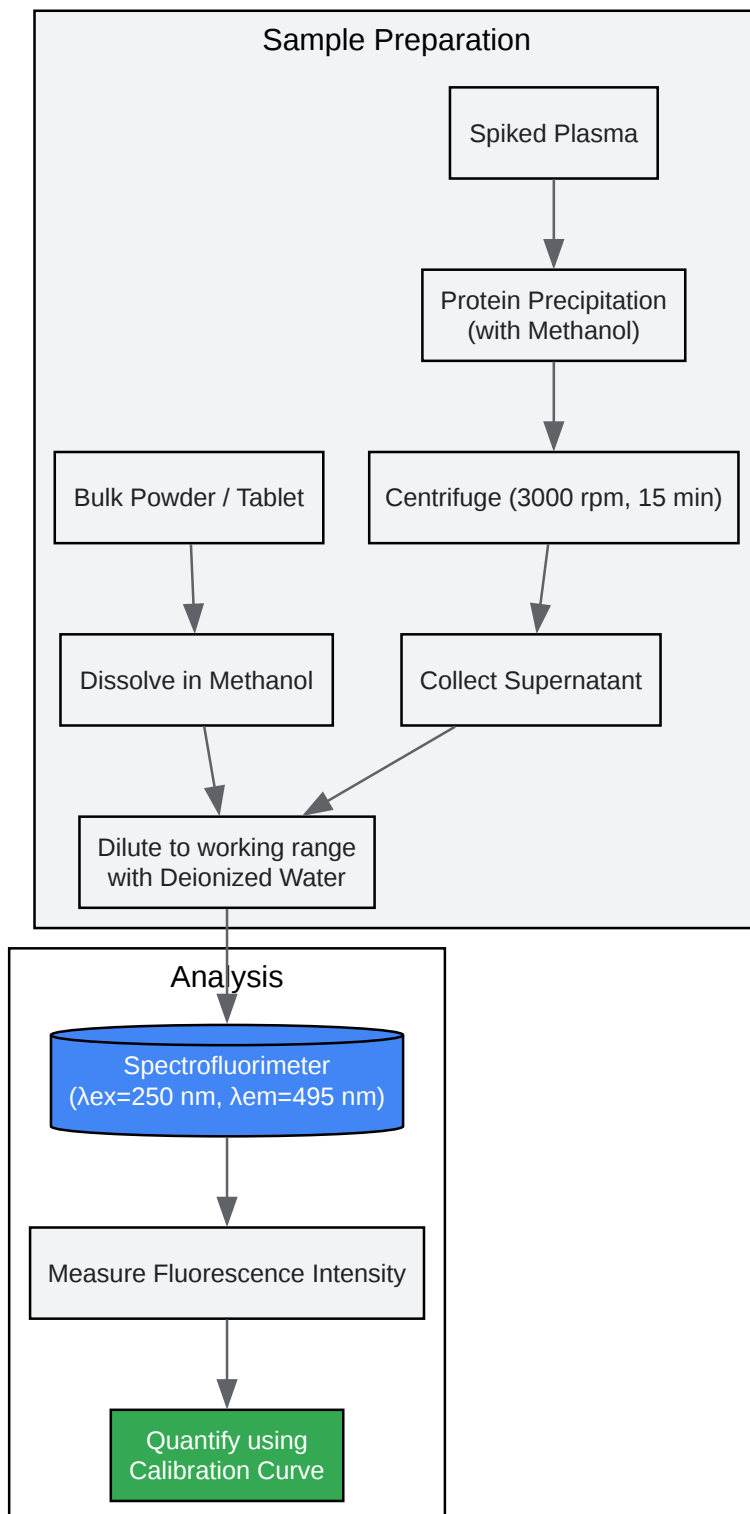 Sample Preparation
Spiked Plasma
Protein Precipitation
(with Methanol)
Bulk Powder / Tablet
Centrifuge (3000 rpm, 15 min)
Dissolve in Methanol
Collect Supernatant
Dilute to working range
with Deionized Water
Analysis
Spectrofluorimeter
(λex=250 nm, λem=495 nm)
Measure Fluorescence Intensity
Quantify using
Calibration Curve